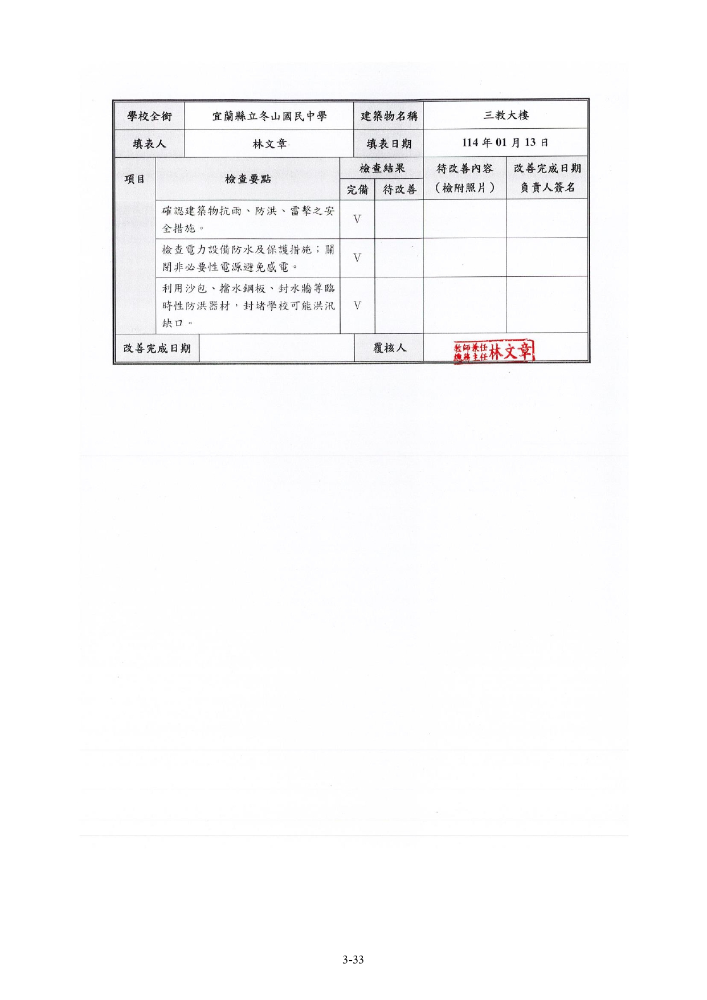 學校全銜 宜蘭縣立冬山國民中學 建築物名稱 三教大樓
填表人 林文章 填表日期 114 年 01 月 13 日
項目 檢查要點 檢查結果 待改善內容 改善完成日期
完備 待改善 （檢附照片） 負責人簽名
確認建築物抗雨、防洪、雷擊之安
全措施。 V
檢查電力設備防水及保護措施；關
閉非必要性電源避免感電。 V
利用沙包、擋水鋼板、封水牆等臨
時性防洪器材，封堵學校可能洪汛 V
缺口。
改善完成日期 覆核人 教師兼任
總務主任 林文章
3-33